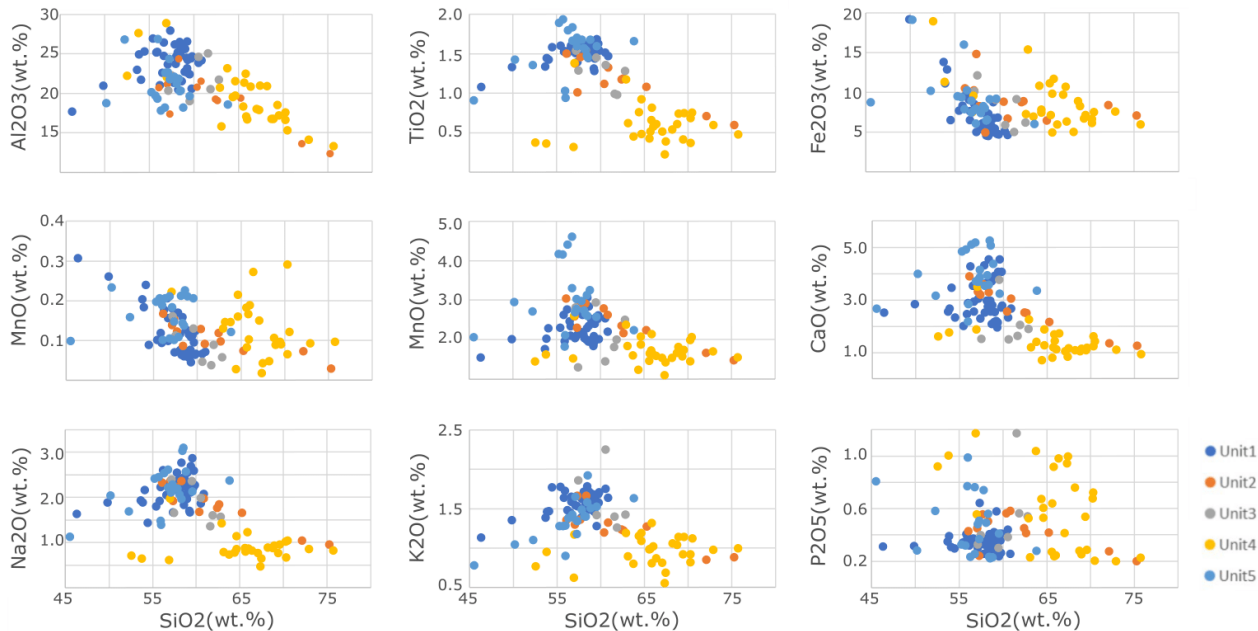 30
25
20
15
Al2O3(wt.%)
2.0
1.5
1.0
0.5
TiO2(wt.%)
20
15
10
5
Fe2O3(wt.%)
0.4
0.3
0.2
0.1
MnO(wt.%)
5.0
4.0
3.0
2.0
MnO(wt.%)
5.0
3.0
1.0
CaO(wt.%)
3.0
2.0
1.0
Na2O(wt.%)
45 55 65 75
SiO2(wt.%)
2.5
1.5
0.5
K2O(wt.%)
45 55 65 75
SiO2(wt.%)
1.0
0.6
0.2
P2O5(wt.%)
45 55 65 75
SiO2(wt.%)
Unit1
Unit2
Unit3
Unit4
Unit5